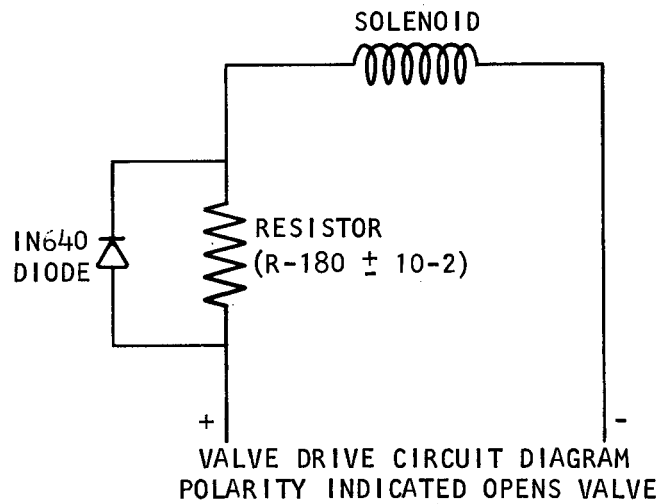 SOLENOID
IN640
DIODE
RESISTOR
(R-180 ± 10-2)
+
-
VALVE DRIVE CIRCUIT DIAGRAM
POLARITY INDICATED OPENS VALVE